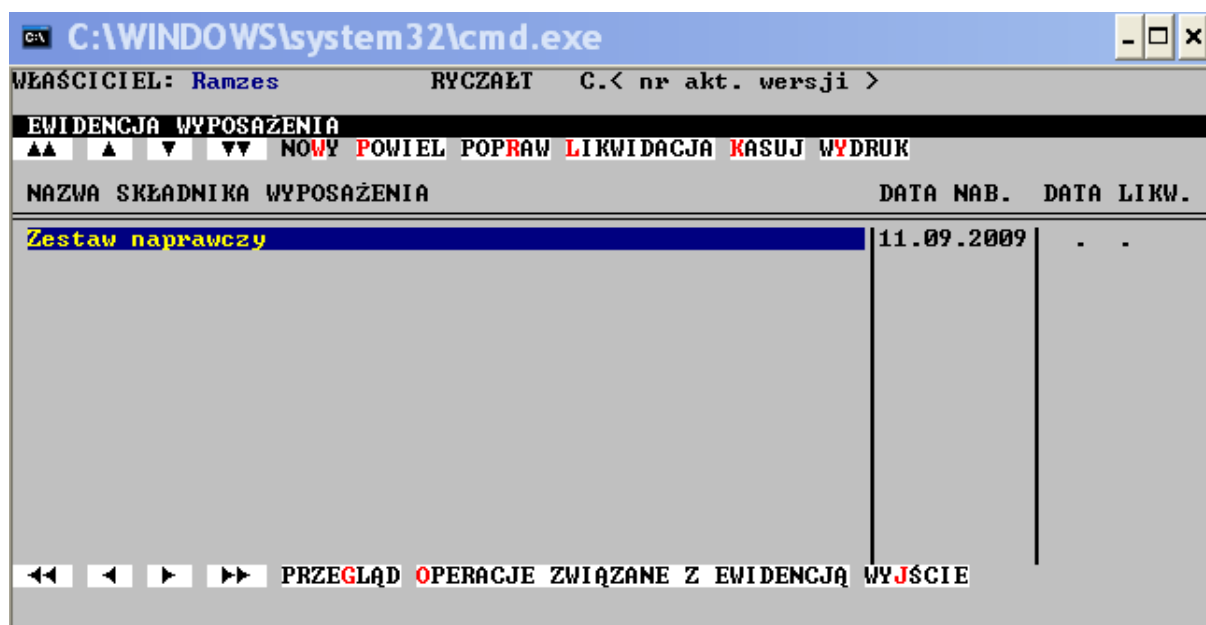 C:\WINDOWS\system32\cmd.exe
WŁAŚCICIEL: Ramzes RYCZAŁT C.< nr akt. wersji >
EWIDENCJA WYPOSAŻENIA
NOWY POWIEL POPRAW LIKWIDACJA KASUJ WYDRUK
NAZWA SKŁADNIKA WYPOSAŻENIA DATA NAB. DATA LIKW.
Zestaw naprawczy 11.09.2009 . .
PRZEGLĄD OPERACJE ZWIĄZANE Z EWIDENCJĄ WYJŚCIE